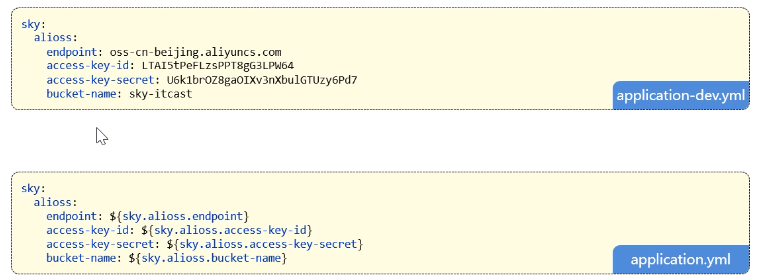 sky:
  alioss:
    endpoint: oss-cn-beijing.aliyuncs.com
    access-key-id: LTAI5tPeFLzsPPT8gG3LPW64
    access-key-secret: U6k1brOZ8gaOIXv3nXbulGTUzy6Pd7
    bucket-name: sky-itcast
application-dev.yml
sky:
  alioss:
    endpoint: ${sky.alioss.endpoint}
    access-key-id: ${sky.alioss.access-key-id}
    access-key-secret: ${sky.alioss.access-key-secret}
    bucket-name: ${sky.alioss.bucket-name}
application.yml